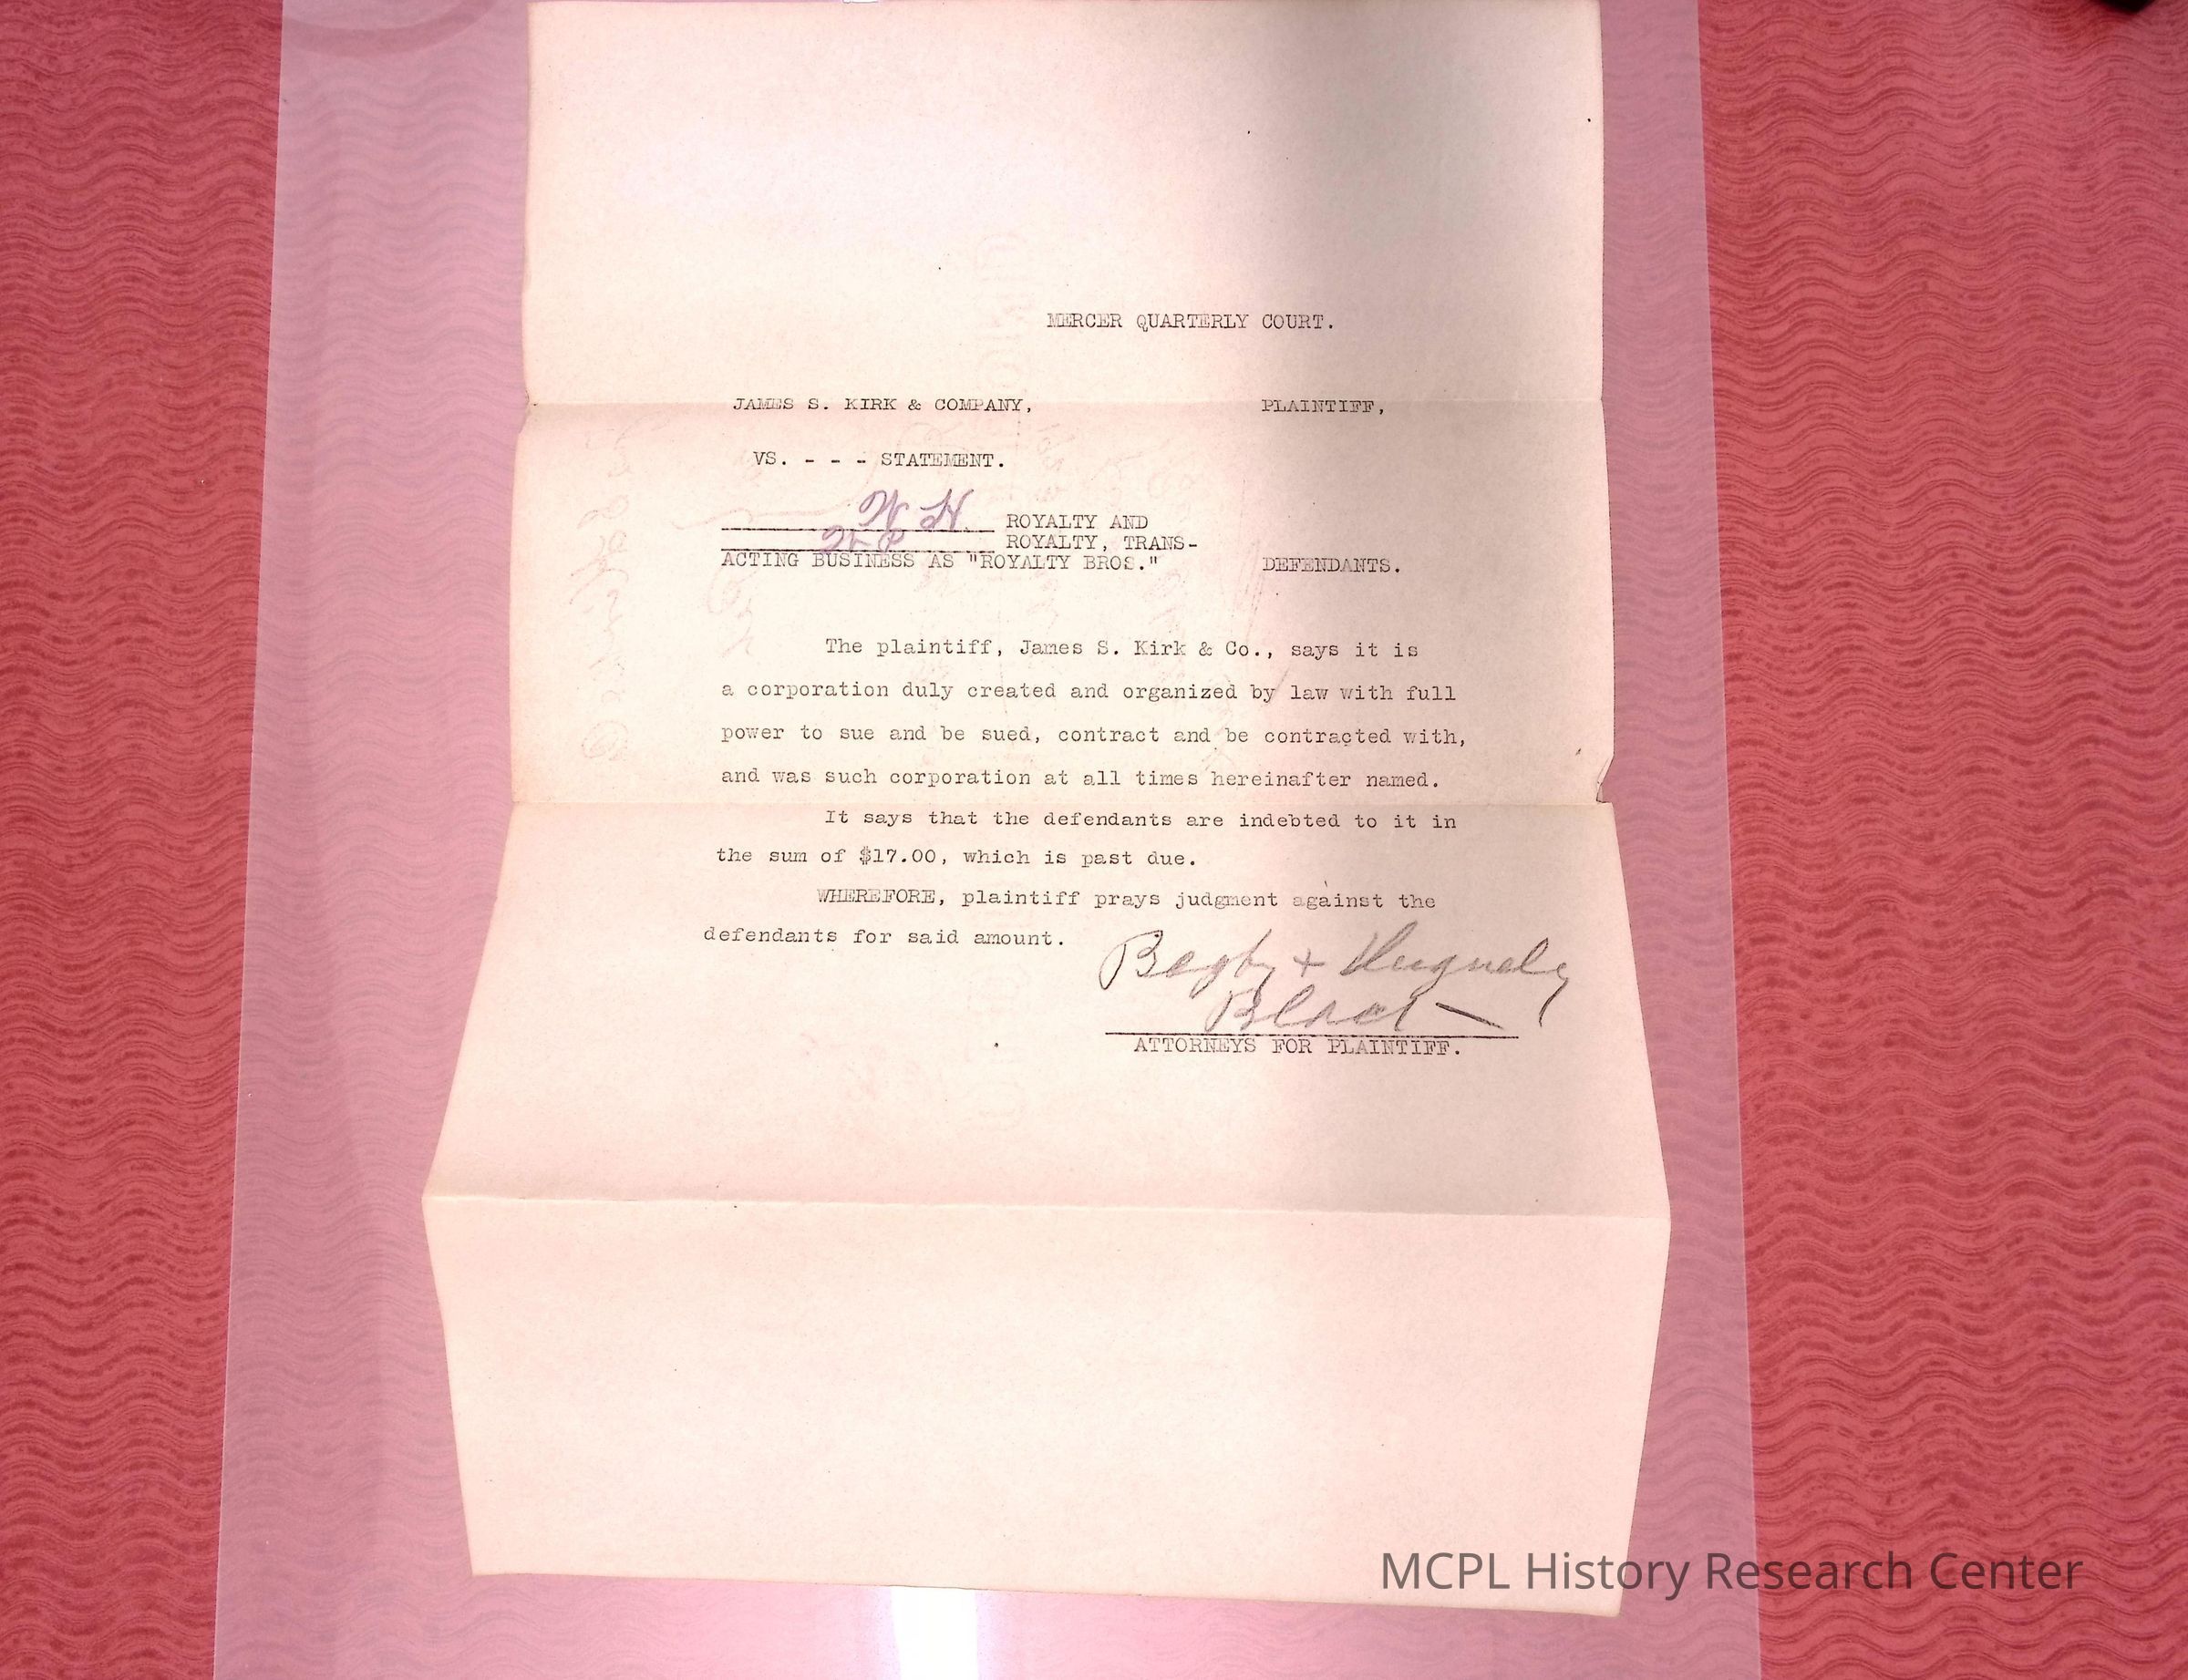 MERCER QUARTERLY COURT.
JAMES S. KIRK & COMPANY, PLAINTIFF,
VS. - - - STATEMENT.
W H. ROYALTY AND
ROYALTY, TRANS-
ACTING BUSINESS AS "ROYALTY BROS." DEFENDANTS.
The plaintiff, James S. Kirk & Co., says it is
a corporation duly created and organized by law with full
power to sue and be sued, contract and be contracted with,
and was such corporation at all times hereinafter named.
It says that the defendants are indebted to it in
the sum of $17.00, which is past due.
WHEREFORE, plaintiff prays judgment against the
defendants for said amount.
+
ATTORNEYS FOR PLAINTIFF.
MCPL History Research Center